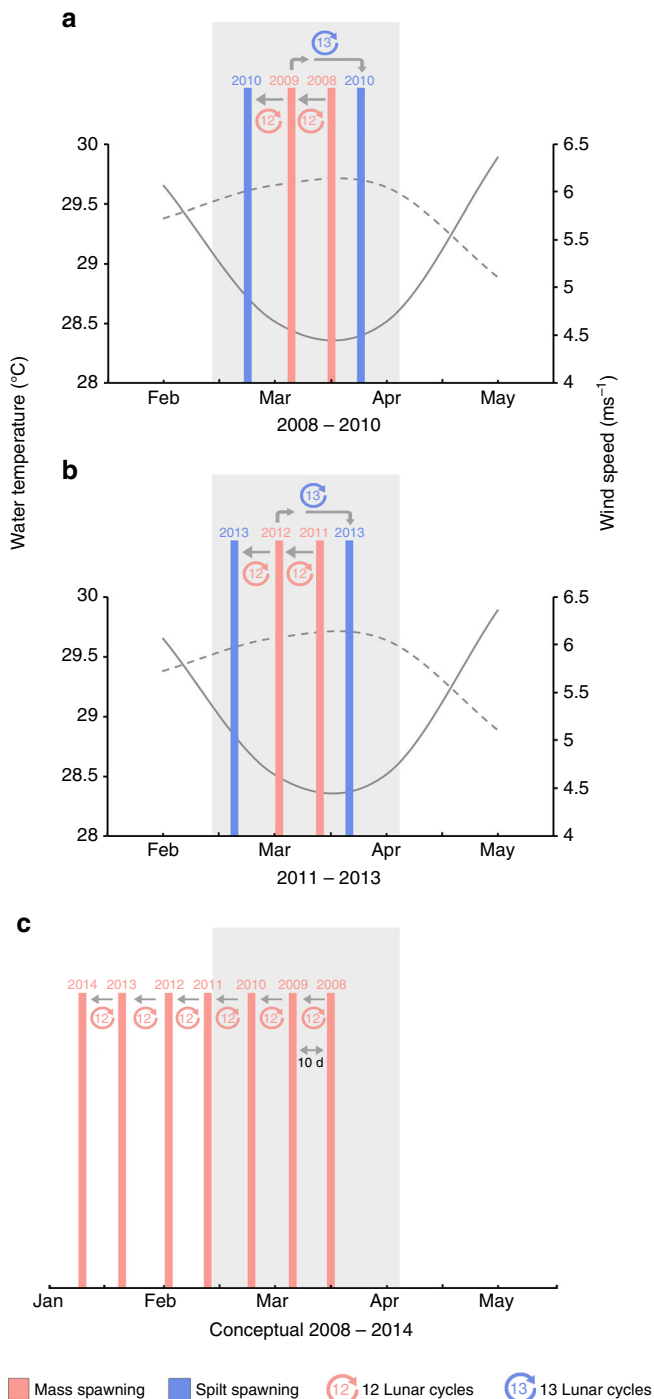 a
13
2010 2009 2008 2010
12 12
30 6.5
29.5 6
5.5
29 5
28.5 4.5
28 4
Feb Mar Apr May
2008 – 2010
Water temperature (°C)
Wind speed (ms⁻¹)
b
13
2013 2012 2011 2013
12 12
30 6.5
29.5 6
5.5
29 5
28.5 4.5
28 4
Feb Mar Apr May
2011 – 2013
c
2014 2013 2012 2011 2010 2009 2008
12 12 12 12 12 12
10 d
Jan Feb Mar Apr May
Conceptual 2008 – 2014
Mass spawning Spilt spawning 12 12 Lunar cycles 13 13 Lunar cycles